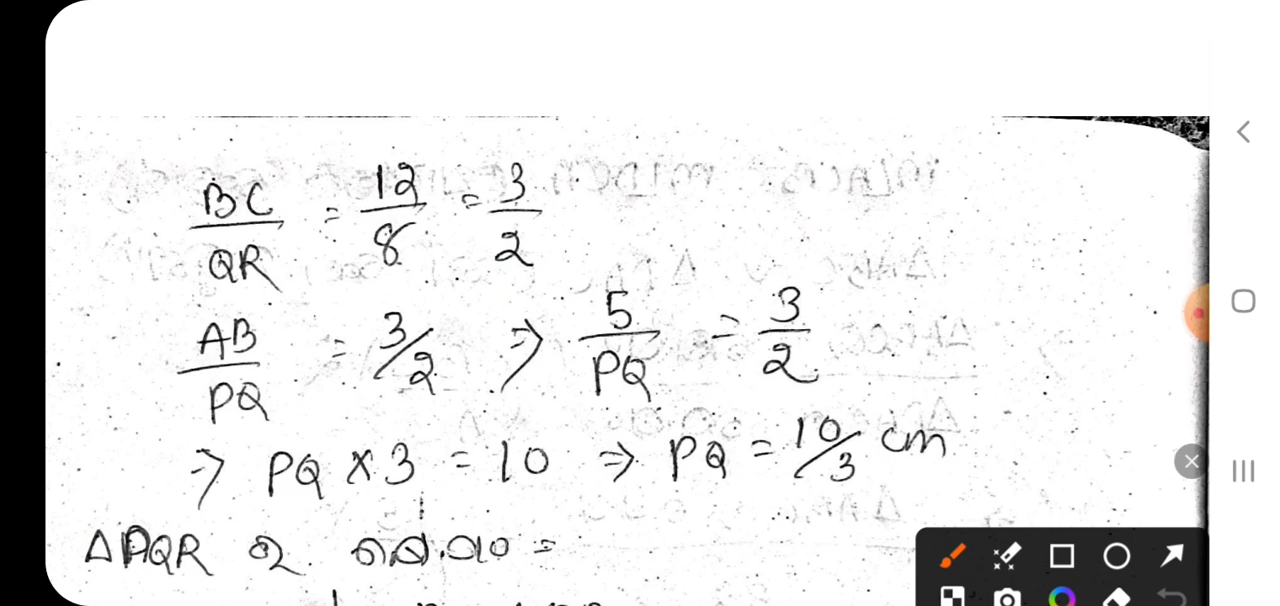 BC/QR = 12/8 = 3/2
AB/PQ = 3/2 ⇒ 5/PQ = 3/2
⇒ PQ × 3 = 10 ⇒ PQ = 10/3 cm
ΔPQR